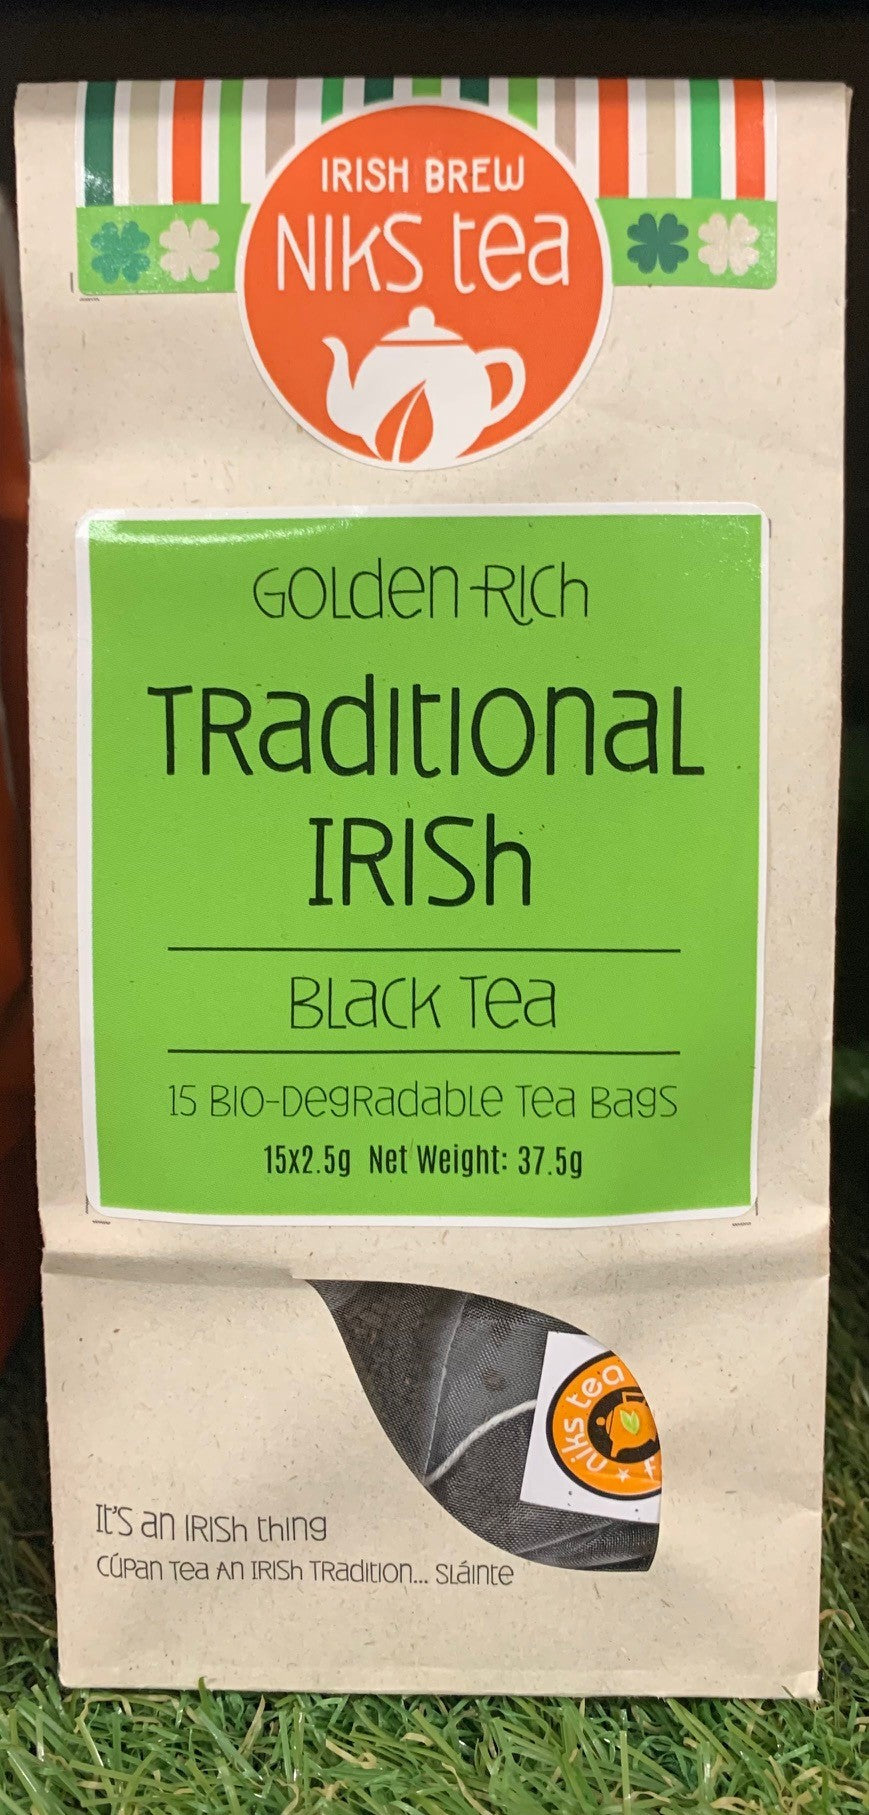 IRISH BREW
NIKS tea
GOLden-RICh
TRadITIONaL
IRISh
BLaCK Tea
15 BIO-DegRadabLe Tea Bags
15x2.5g Net Weight: 37.5g
niks tea
It'S an IRISh thing
CÚPan Tea An IRISh TRadITION... SLáinte